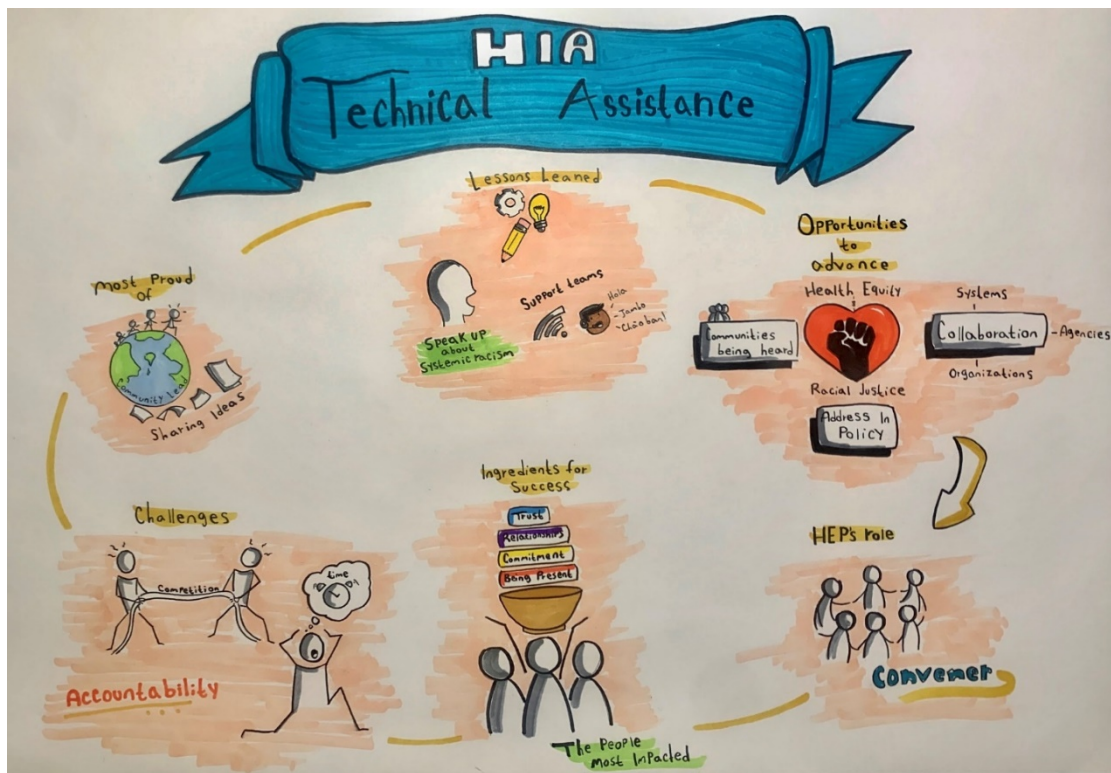 HIA
Technical Assistance
Lessons Leaned
Speak up
about
Systemic racism
Support teams
Hola
-Jambo
Most Proud
of
Community Lead
Sharing Ideas
Opportunities
to
advance
Health Equity
Communities
being heard
Racial Justice
Address In
Policy
Systems
Collaboration
-Agencies
Organizations
Challenges
Competition
time
Accountability
...
Ingredients for
Success
Trust
Relationships
Commitment
Being Present
The People
Most Impacted
HEP's role
Convener